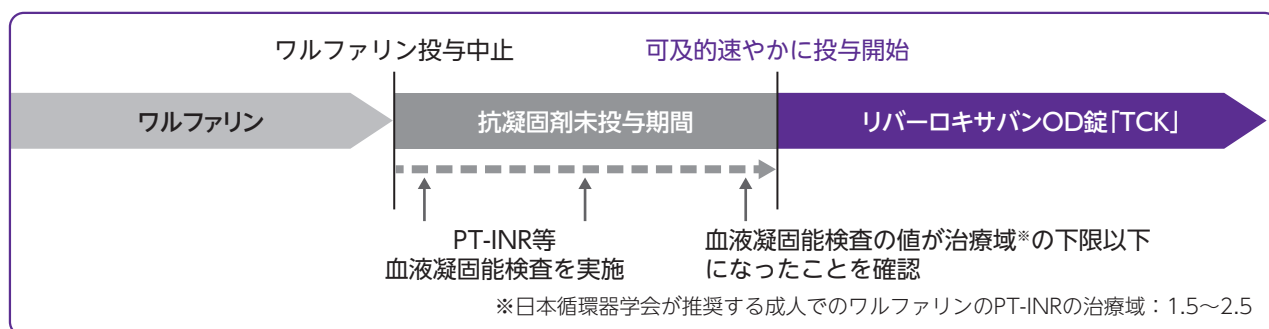 ワルファリン投与中止
可及的速やかに投与開始
ワルファリン
抗凝固剤未投与期間
リバーロキサバンOD錠「TCK」
PT-INR等
血液凝固能検査を実施
血液凝固能検査の値が治療域※の下限以下
になったことを確認
※日本循環器学会が推奨する成人でのワルファリンのPT-INRの治療域：1.5〜2.5